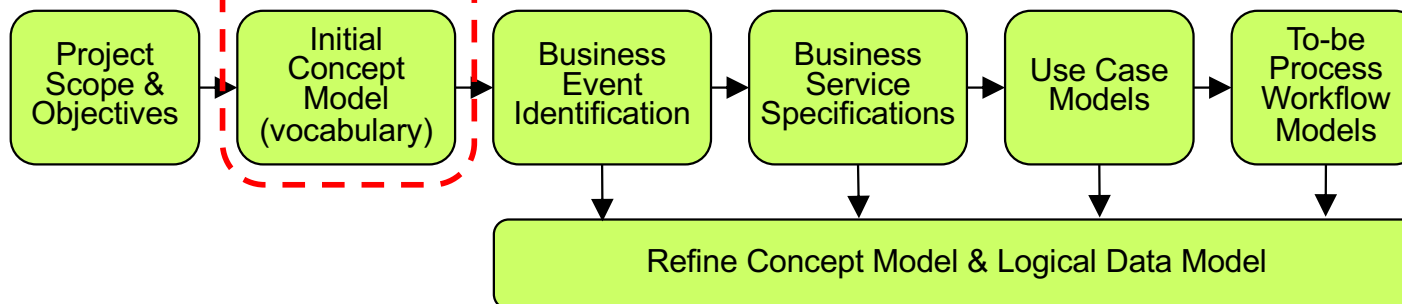 Project
Scope &
Objectives
Initial
Concept
Model
(vocabulary)
Business
Event
Identification
Business
Service
Specifications
Use Case
Models
To-be
Process
Workflow
Models
Refine Concept Model & Logical Data Model